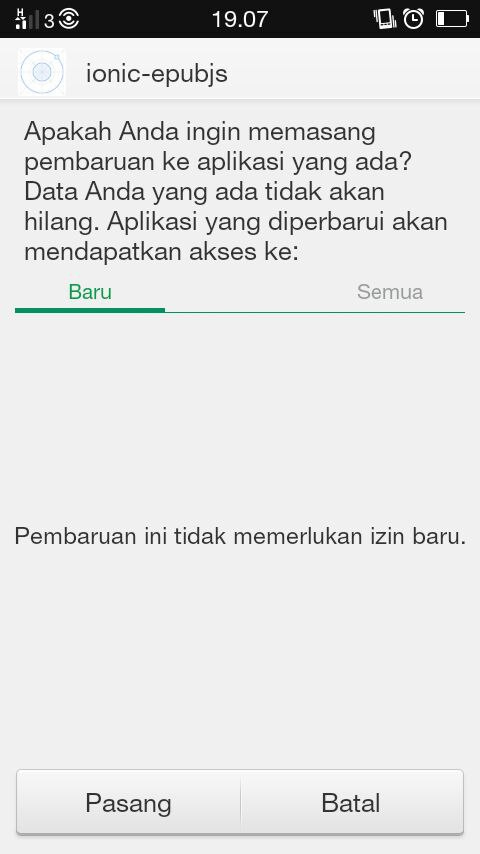 H 3 19.07
ionic-epubjs
Apakah Anda ingin memasang
pembaruan ke aplikasi yang ada?
Data Anda yang ada tidak akan
hilang. Aplikasi yang diperbarui akan
mendapatkan akses ke:
Baru Semua
Pembaruan ini tidak memerlukan izin baru.
Pasang Batal